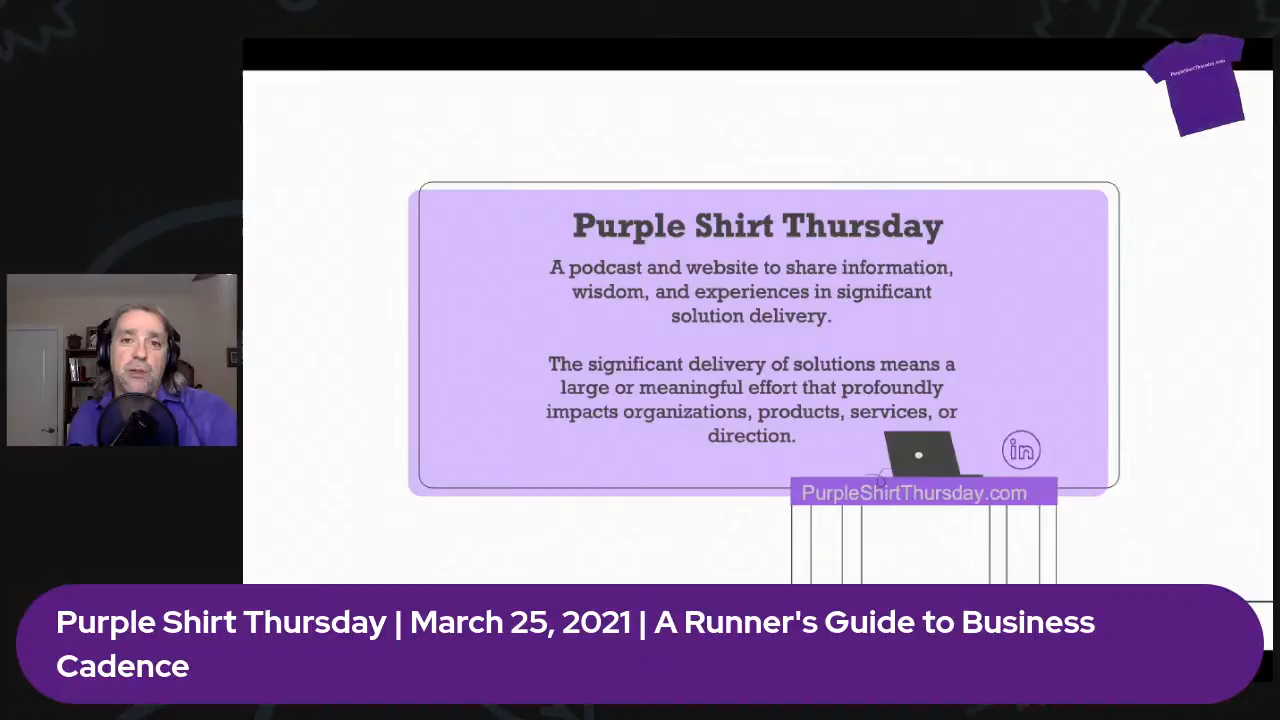 PurpleShirtThursday.com
Purple Shirt Thursday
A podcast and website to share information,
wisdom, and experiences in significant
solution delivery.
The significant delivery of solutions means a
large or meaningful effort that profoundly
impacts organizations, products, services, or
direction.
in
PurpleShirtThursday.com
Purple Shirt Thursday | March 25, 2021 | A Runner's Guide to Business
Cadence